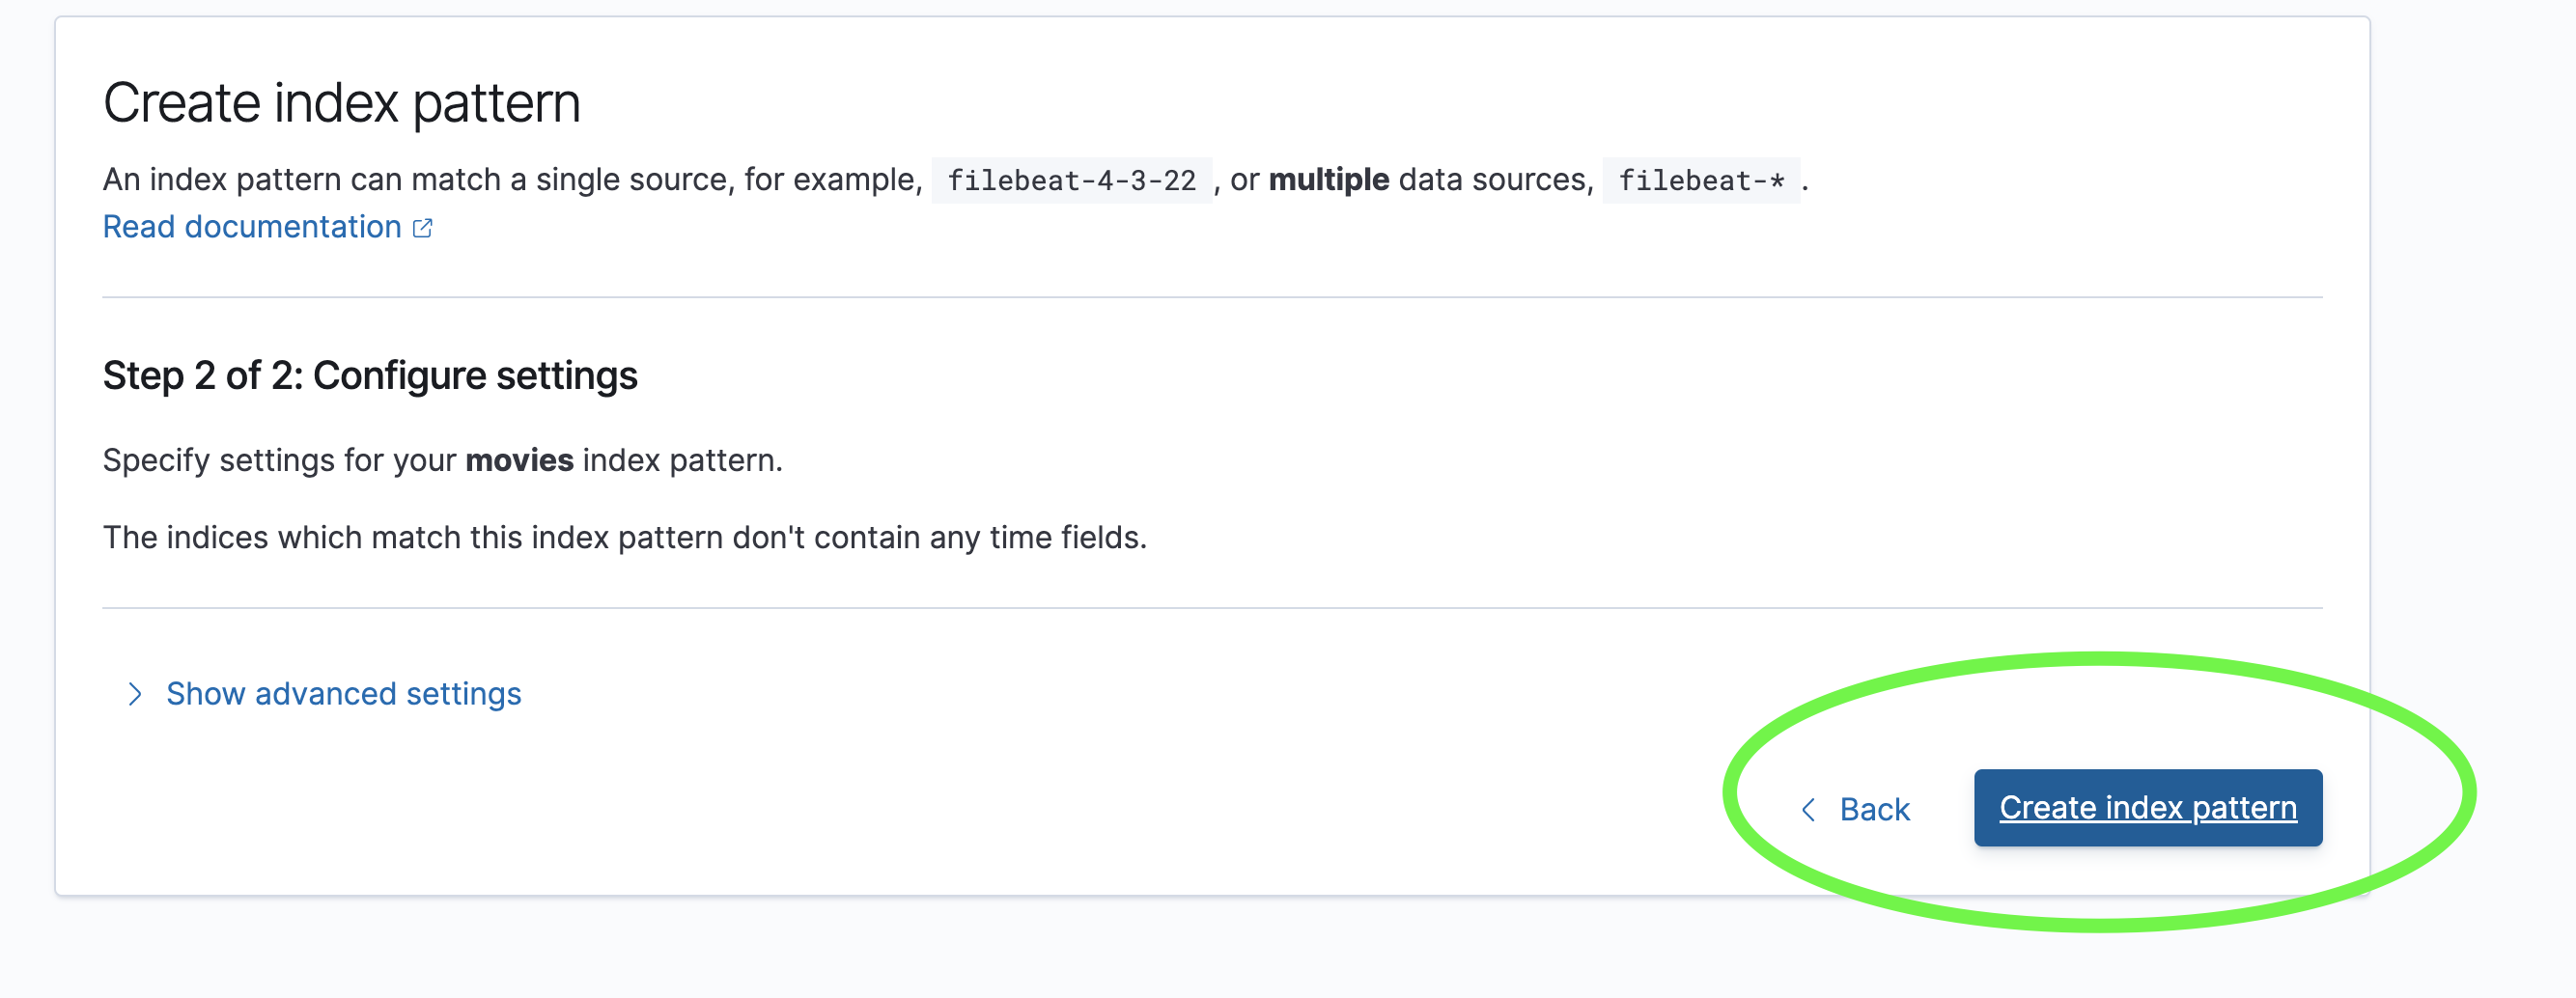 Create index pattern
An index pattern can match a single source, for example, filebeat-4-3-22 , or multiple data sources, filebeat-* .
Read documentation
Step 2 of 2: Configure settings
Specify settings for your movies index pattern.
The indices which match this index pattern don't contain any time fields.
Show advanced settings
Back
Create index pattern